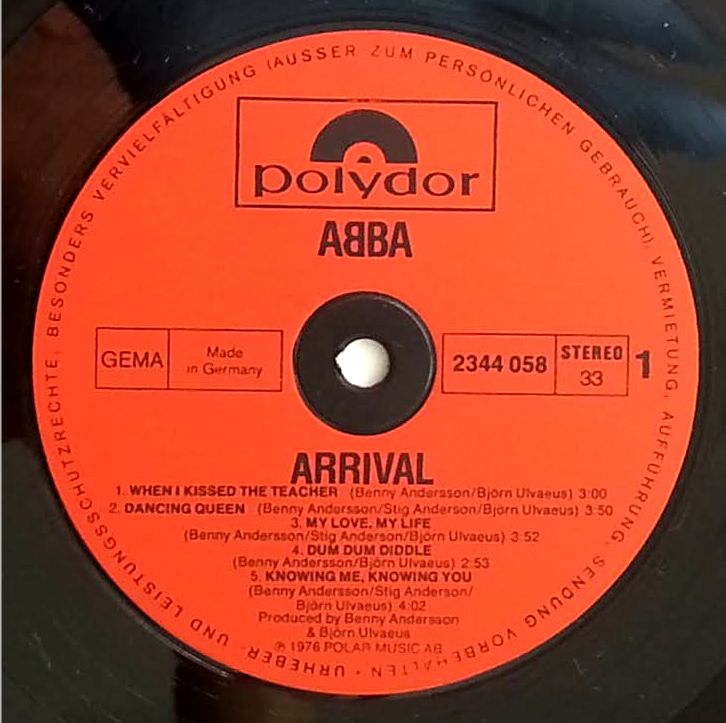 URHEBER- UND LEISTUNGSSCHUTZRECHTE, BESONDERS VERVIELFÄLTIGUNG (AUSSER ZUM PERSÖNLICHEN GEBRAUCH), VERMIETUNG, AUFFÜHRUNG, SENDUNG VORBEHALTEN •
polydor
ABBA
GEMA
Made
in Germany
2344 058
STEREO
33
1
ARRIVAL
1. WHEN I KISSED THE TEACHER (Benny Andersson/Björn Ulvaeus) 3:00
2. DANCING QUEEN (Benny Andersson/Stig Andersson/Björn Ulvaeus) 3:50
3. MY LOVE, MY LIFE
(Benny Andersson/Stig Andersson/Björn Ulvaeus) 3:52
4. DUM DUM DIDDLE
(Benny Andersson/Björn Ulvaeus) 2:53
5. KNOWING ME, KNOWING YOU
(Benny Andersson/Stig Andersson/
Björn Ulvaeus) 4:02
Produced by Benny Andersson
& Björn Ulvaeus
℗ 1976 POLAR MUSIC AB